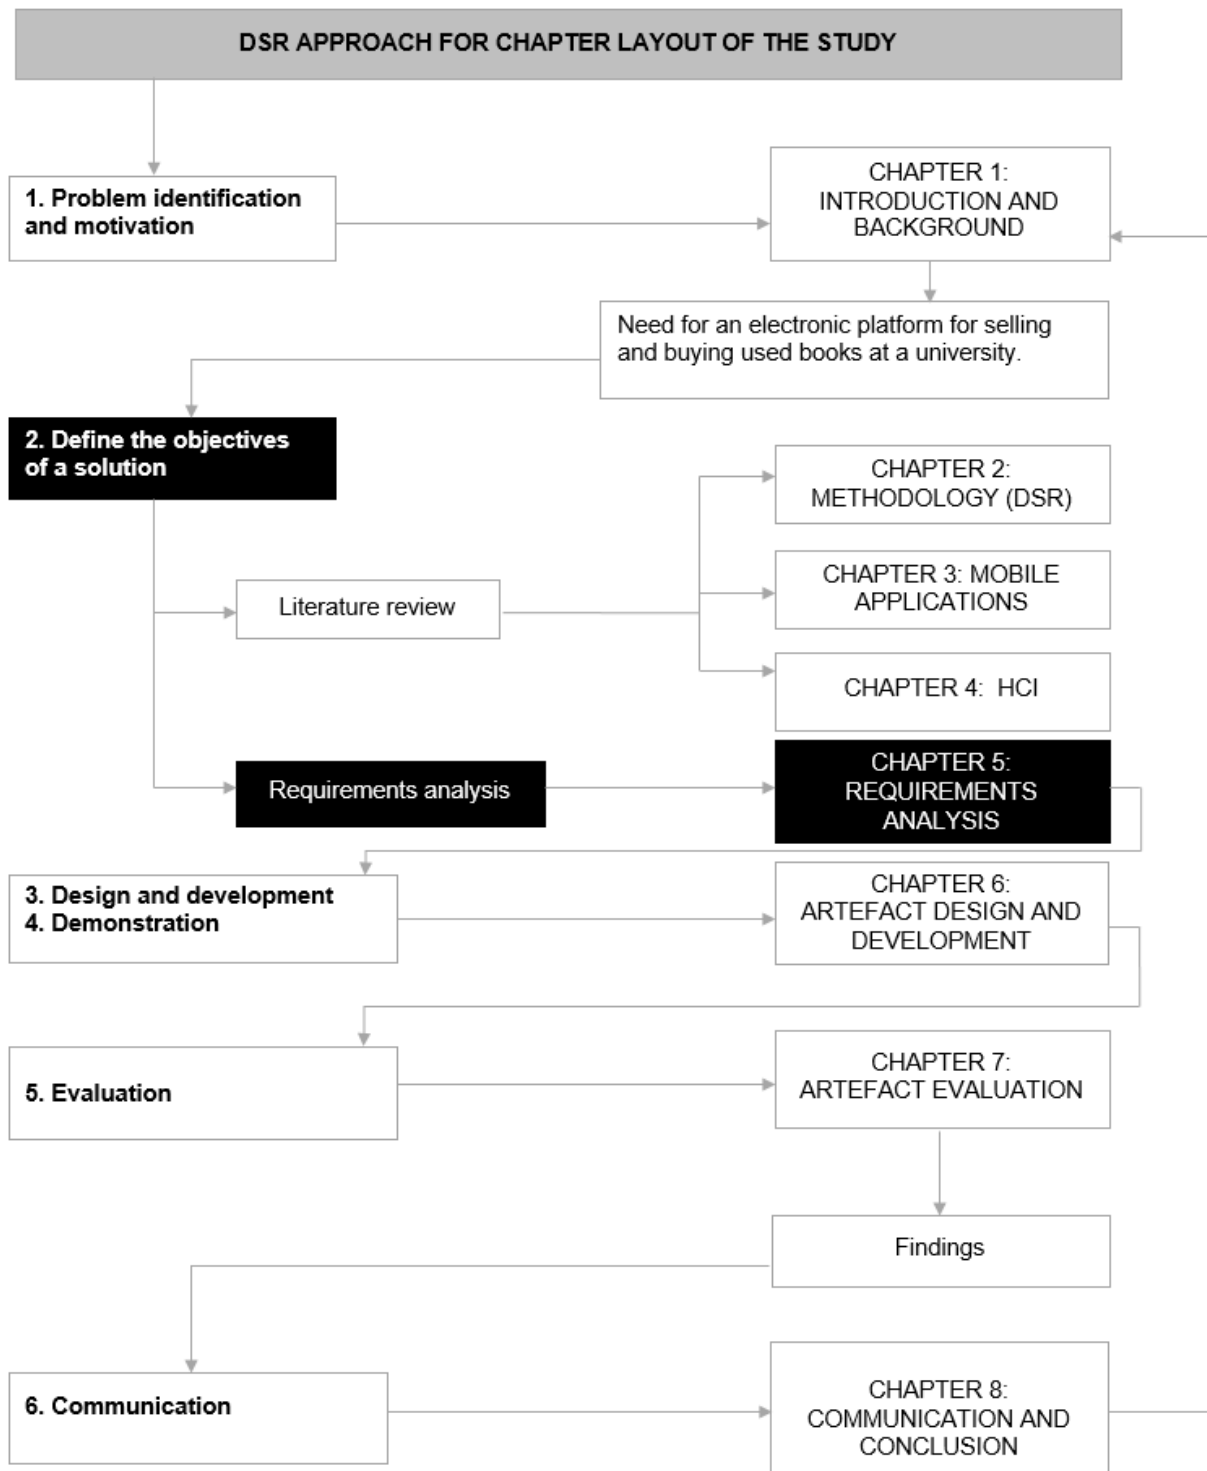 DSR APPROACH FOR CHAPTER LAYOUT OF THE STUDY
1. Problem identification
and motivation
CHAPTER 1:
INTRODUCTION AND
BACKGROUND
Need for an electronic platform for selling
and buying used books at a university.
2. Define the objectives
of a solution
CHAPTER 2:
METHODOLOGY (DSR)
Literature review
CHAPTER 3: MOBILE
APPLICATIONS
CHAPTER 4: HCI
Requirements analysis
CHAPTER 5:
REQUIREMENTS
ANALYSIS
3. Design and development
4. Demonstration
CHAPTER 6:
ARTEFACT DESIGN AND
DEVELOPMENT
5. Evaluation
CHAPTER 7:
ARTEFACT EVALUATION
Findings
6. Communication
CHAPTER 8:
COMMUNICATION AND
CONCLUSION